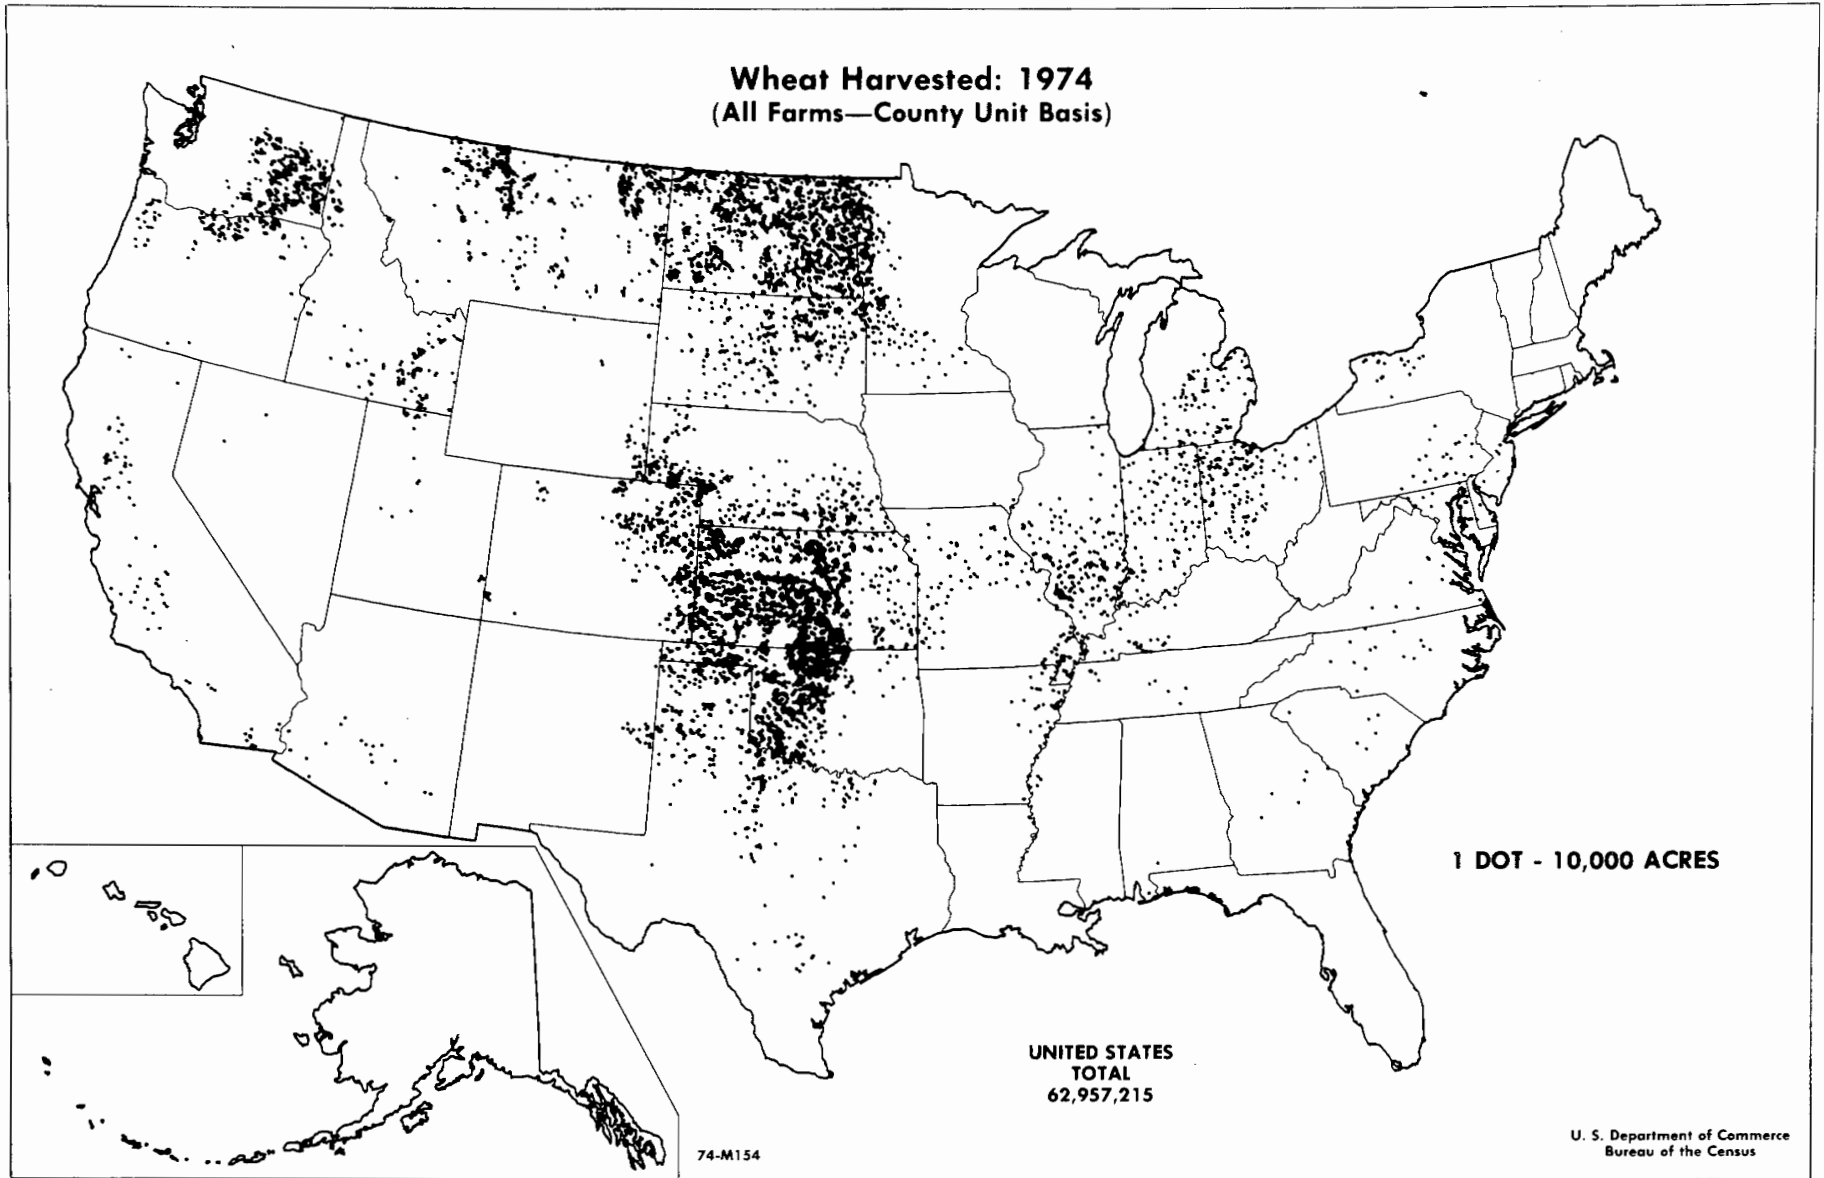 Wheat Harvested: 1974
(All Farms—County Unit Basis)
1 DOT - 10,000 ACRES
UNITED STATES
TOTAL
62,957,215
74-M154
U. S. Department of Commerce
Bureau of the Census